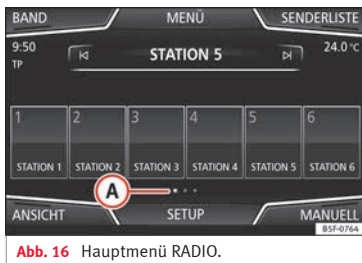 BAND MENÜ SENDERLISTE
9:50 STATION 5 24.0 °C
TP
1 2 3 4 5 6
STATION 1 STATION 2 STATION 3 STATION 4 STATION 5 STATION 6
A
ANSICHT SETUP MANUELL
BSF-0764
Abb. 16 Hauptmenü RADIO.